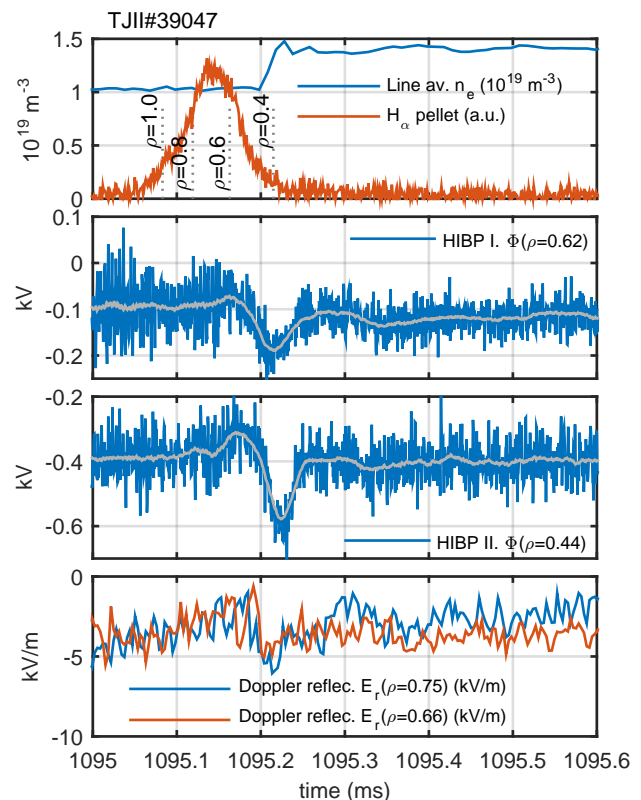 TJII#39047
1.5
1
0.5
0
10^19 m^-3
Line av. n_e (10^19 m^-3)
H_α pellet (a.u.)
ρ=1.0
ρ=0.8
ρ=0.6
ρ=0.4
0.1
0
-0.1
-0.2
kV
HIBP I. Φ(ρ=0.62)
-0.2
-0.4
-0.6
kV
HIBP II. Φ(ρ=0.44)
0
-5
-10
kV/m
Doppler reflec. E_r(ρ=0.75) (kV/m)
Doppler reflec. E_r(ρ=0.66) (kV/m)
1095 1095.1 1095.2 1095.3 1095.4 1095.5 1095.6
time (ms)